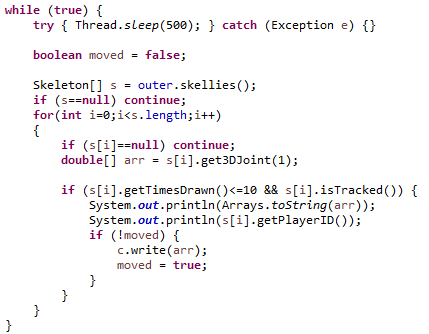 while (true) {
    try { Thread.sleep(500); } catch (Exception e) {}

    boolean moved = false;

    Skeleton[] s = outer.skellies();
    if (s==null) continue;
    for(int i=0;i<s.length;i++)
    {
        if (s[i]==null) continue;
        double[] arr = s[i].get3DJoint(1);

        if (s[i].getTimesDrawn()<=10 && s[i].isTracked()) {
            System.out.println(Arrays.toString(arr));
            System.out.println(s[i].getPlayerID());
            if (!moved) {
                c.write(arr);
                moved = true;
            }
        }
    }
}